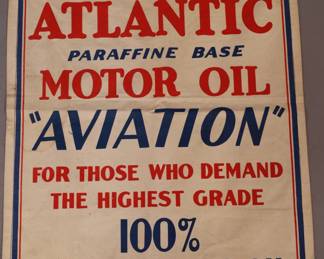 ATLANTIC
PARAFFINE BASE
MOTOR OIL
"AVIATION"
FOR THOSE WHO DEMAND
THE HIGHEST GRADE
100%